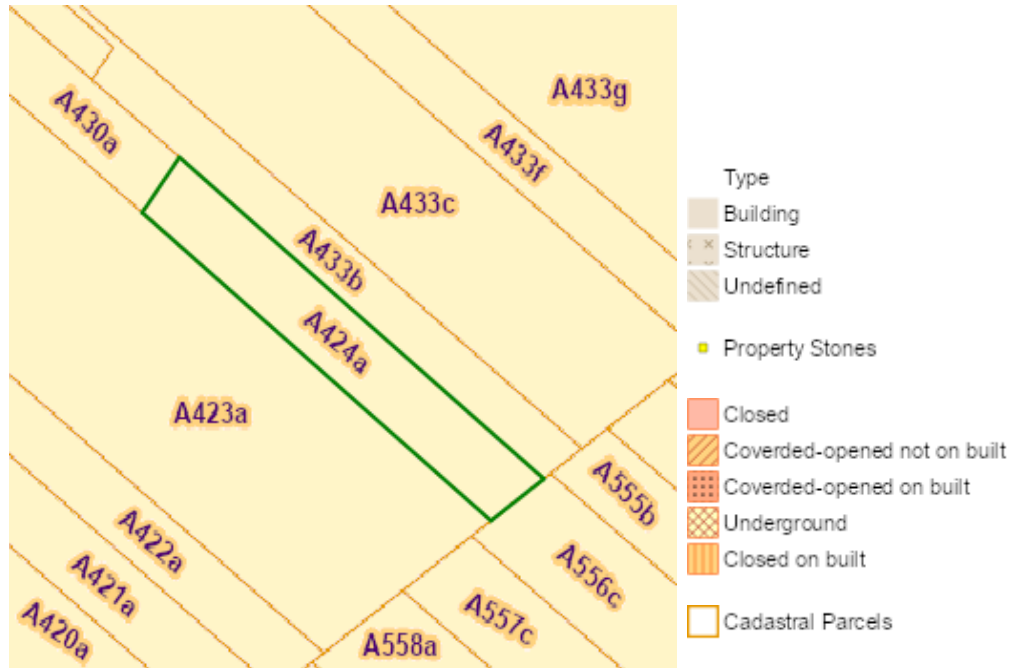 A433g
A430a
A433f
A433c
A433b
A424a
A423a
A555b
A422a
A556c
A421a
A557c
A420a
A558a
Type
Building
Structure
Undefined
Property Stones
Closed
Coverded-opened not on built
Coverded-opened on built
Underground
Closed on built
Cadastral Parcels